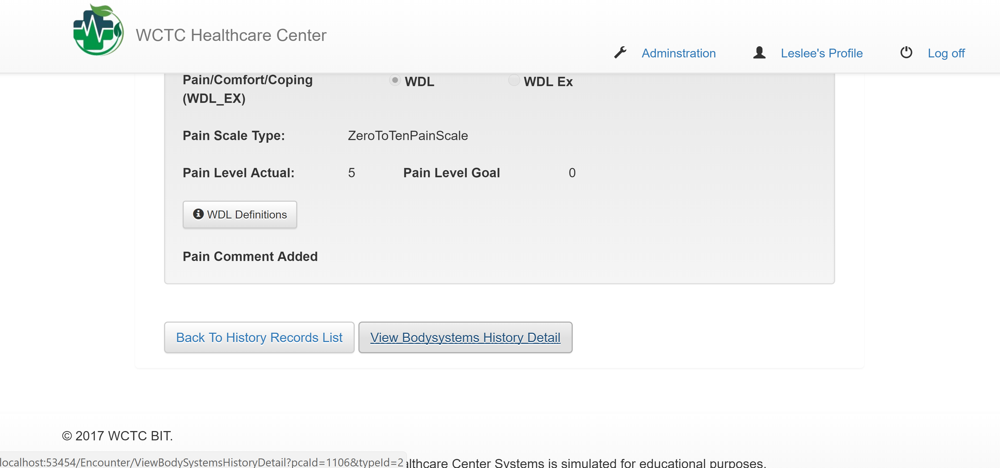 WCTC Healthcare Center
Adminstration Leslee's Profile Log off
Pain/Comfort/Coping WDL WDL Ex
(WDL_EX)
Pain Scale Type: ZeroToTenPainScale
Pain Level Actual: 5 Pain Level Goal 0
WDL Definitions
Pain Comment Added
Back To History Records List View Bodysystems History Detail
© 2017 WCTC BIT.
localhost:53454/Encounter/ViewBodySystemsHistoryDetail?pcaId=1106&typeId=2 althcare Center Systems is simulated for educational purposes.